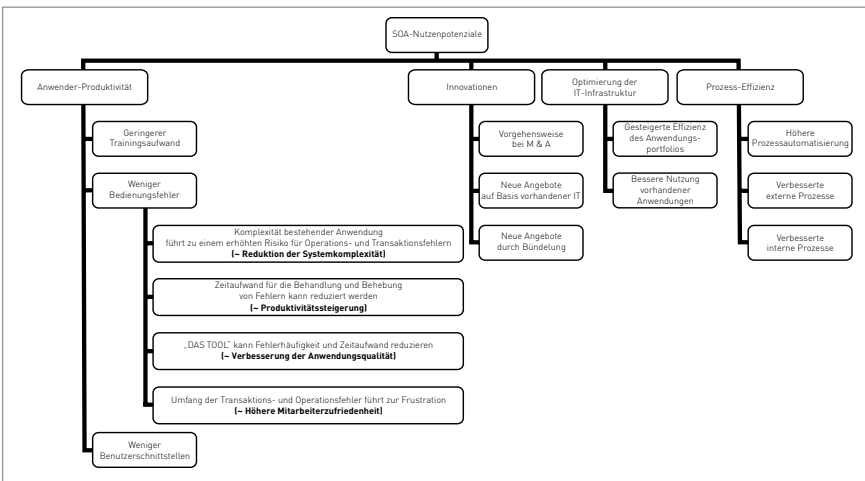 SOA-Nutzenpotenziale
Anwender-Produktivität
Innovationen
Optimierung der
IT-Infrastruktur
Prozess-Effizienz
Geringerer
Trainingsaufwand
Weniger
Bedienungsfehler
Komplexität bestehender Anwendung
führt zu einem erhöhten Risiko für Operations- und Transaktionsfehlern
(~ Reduktion der Systemkomplexität)
Zeitaufwand für die Behandlung und Behebung
von Fehlern kann reduziert werden
(~ Produktivitätssteigerung)
„DAS TOOL“ kann Fehlerhäufigkeit und Zeitaufwand reduzieren
(~ Verbesserung der Anwendungsqualität)
Umfang der Transaktions- und Operationsfehler führt zur Frustration
(~ Höhere Mitarbeiterzufriedenheit)
Weniger
Benutzerschnittstellen
Vorgehensweise
bei M & A
Neue Angebote
auf Basis vorhandener IT
Neue Angebote
durch Bündelung
Gesteigerte Effizienz
des Anwendungs-
portfolios
Bessere Nutzung
vorhandener
Anwendungen
Höhere
Prozessautomatisierung
Verbesserte
externe Prozesse
Verbesserte
interne Prozesse